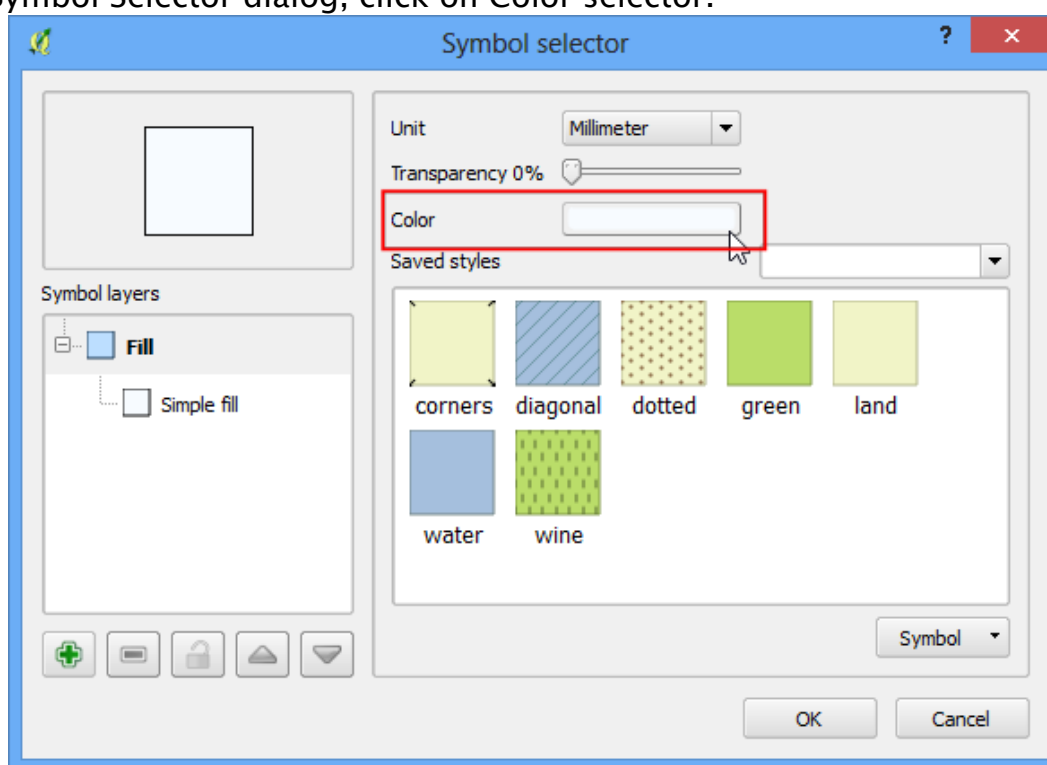 Symbol Selector dialog, click on Color selector.
Symbol selector
?
Unit
Millimeter
Transparency 0%
Color
Saved styles
Symbol layers
Fill
Simple fill
corners diagonal dotted green land
water wine
Symbol
OK Cancel